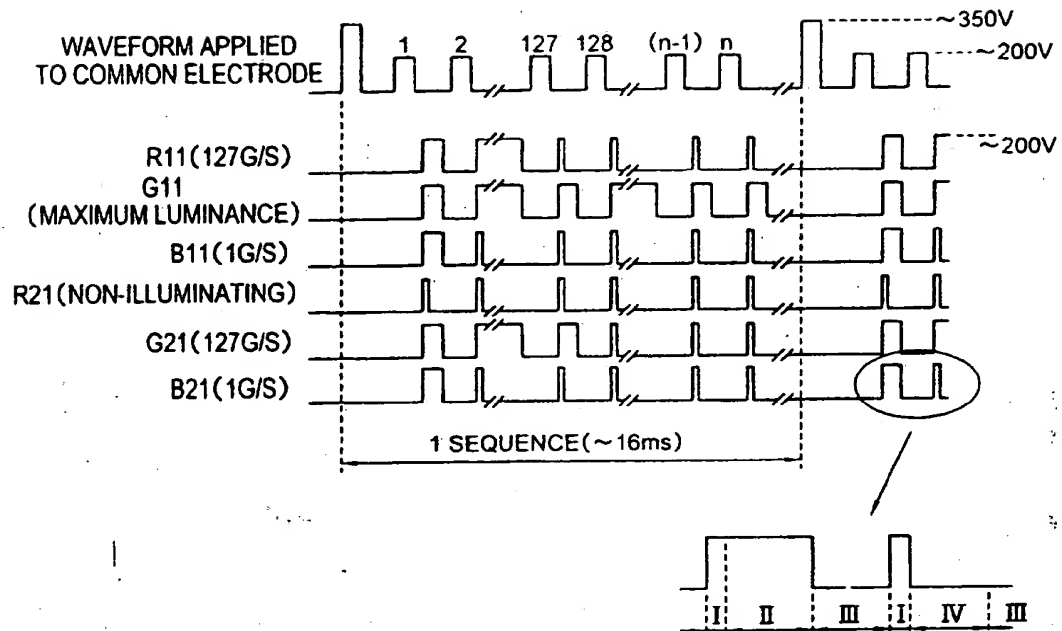 ~350V
WAVEFORM APPLIED
TO COMMON ELECTRODE
1 2 127 128 (n-1) n
~200V
R11(127G/S)
~200V
G11
(MAXIMUM LUMINANCE)
B11(1G/S)
R21(NON-ILLUMINATING)
G21(127G/S)
B21(1G/S)
1 SEQUENCE(~16ms)
I II III I IV III